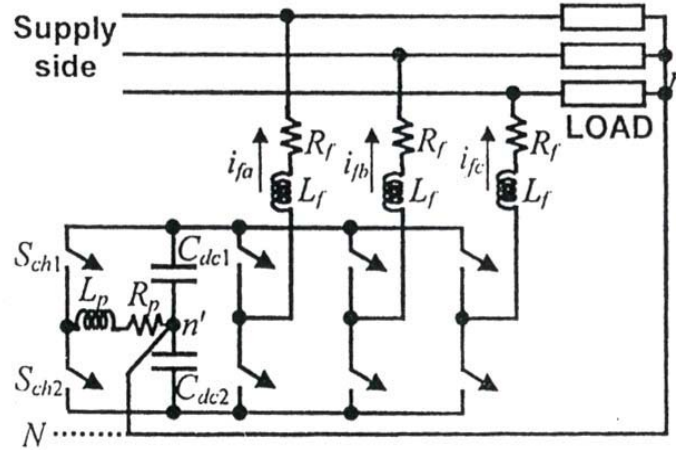 Supply
side
n
LOAD
R_f R_f R_f
i_fa i_fb i_fc
L_f L_f L_f
S_ch1 C_dc1
L_p R_p
n'
S_ch2 C_dc2
N